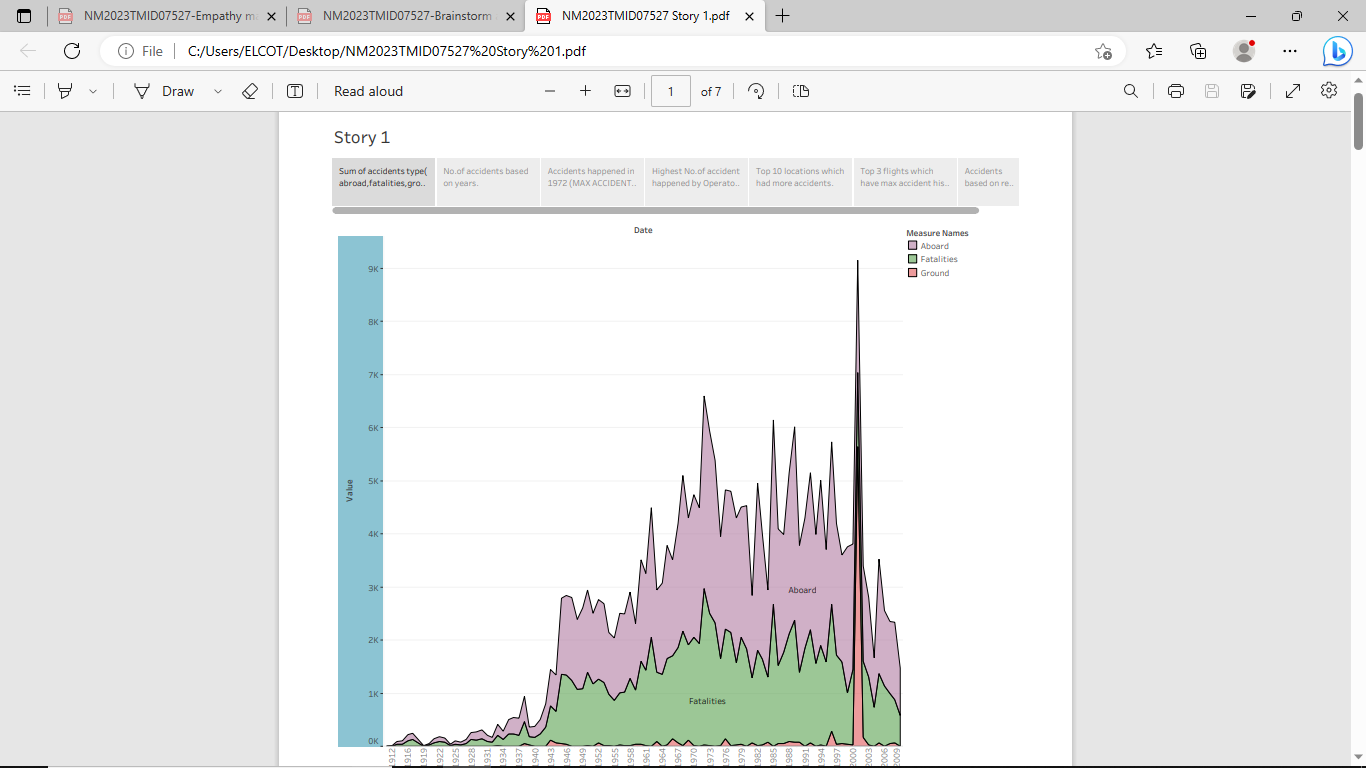 NM2023TMID07527-Empathy m
NM2023TMID07527-Brainstorm
NM2023TMID07527 Story 1.pdf
File
C:/Users/ELCOT/Desktop/NM2023TMID07527%20Story%201.pdf
Draw
Read aloud
1
of 7
Story 1
Sum of accidents type(
abroad,fatalities,gro..
No.of accidents based
on years.
Accidents happened in
1972 (MAX ACCIDENT..
Highest No.of accident
happened by Operato..
Top 10 locations which
had more accidents.
Top 3 flights which
have max accident his..
Accidents
based on re..
Date
Measure Names
Aboard
Fatalities
Ground
9K
8K
7K
6K
5K
4K
3K
2K
1K
0K
Value
Aboard
Fatalities
1912
1916
1919
1922
1925
1928
1931
1934
1937
1940
1943
1946
1949
1952
1955
1958
1961
1964
1967
1970
1973
1976
1979
1982
1985
1988
1991
1994
1997
2000
2003
2006
2009